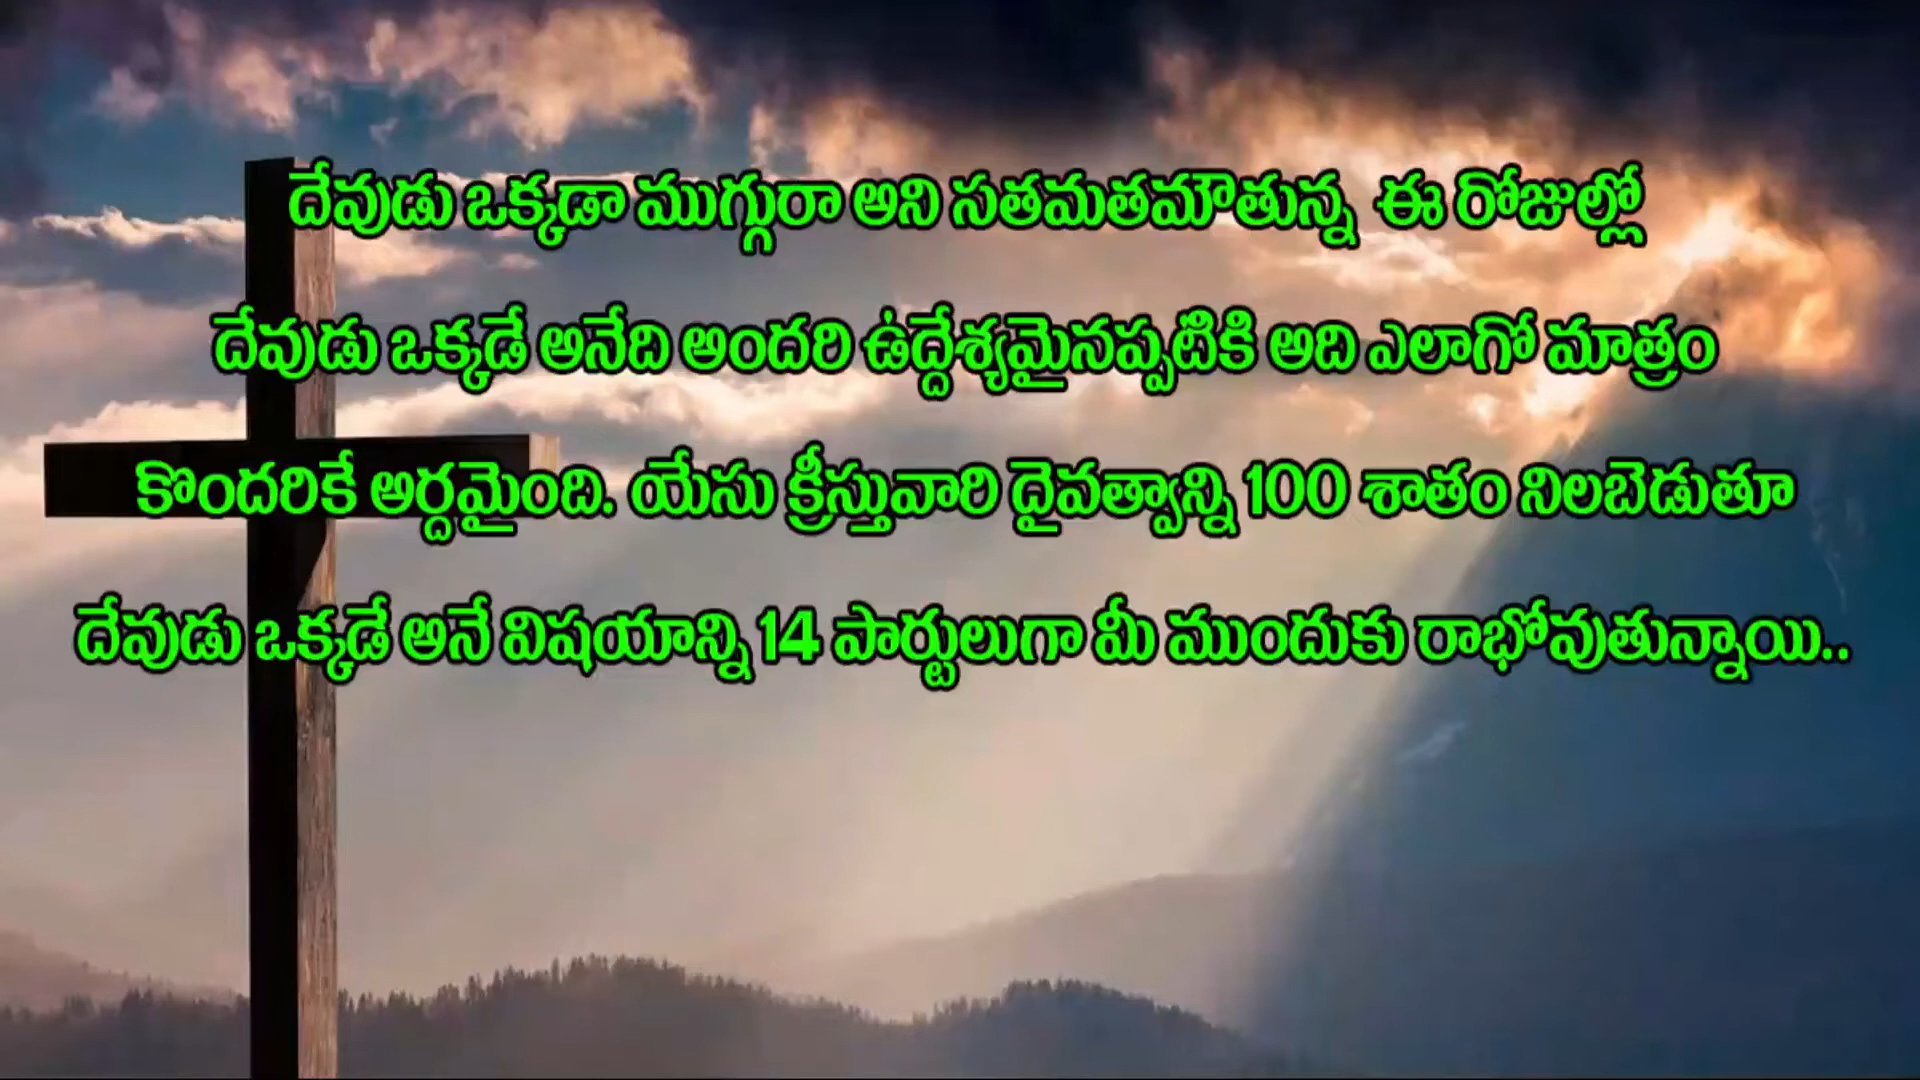 దేవుడు ఒక్కడా ముగ్గురా అని సతమతమౌతున్న ఈ రోజుల్లో
దేవుడు ఒక్కడే అనేది అందరి ఉద్దేశ్యమైనప్పటికి అది ఎలాగో మాత్రం
కొందరికే అర్దమైంది. యేసు క్రీస్తువారి దైవత్వాన్ని 100 శాతం నిలబెడుతూ
దేవుడు ఒక్కడే అనే విషయాన్ని 14 పార్టులుగా మీ ముందుకు రాభోవుతున్నాయి..